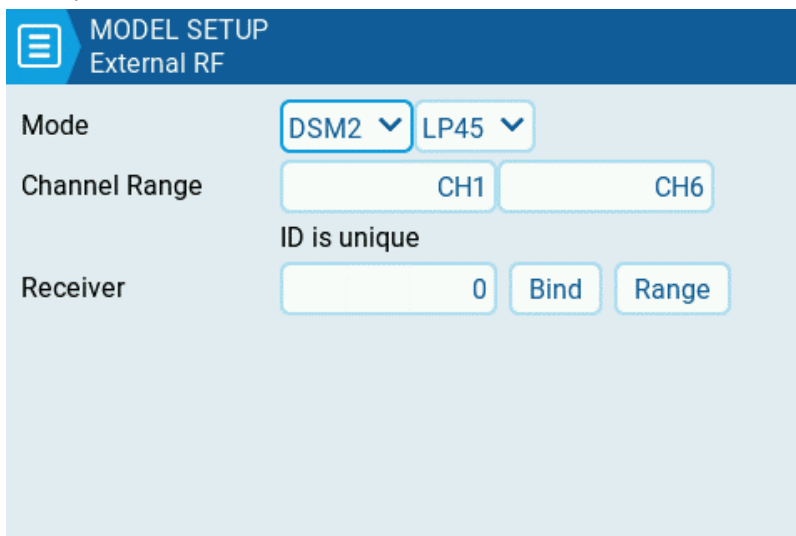 MODEL SETUP
External RF
Mode DSM2 LP45
Channel Range CH1 CH6
ID is unique
Receiver 0 Bind Range